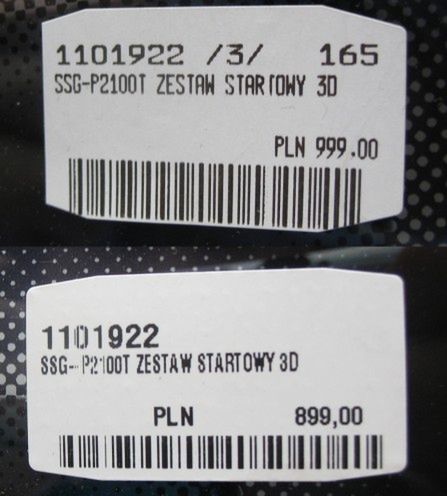 1101922 /3/ 165
SSG-P2100T ZESTAW STARTOWY 3D
PLN 999.00
1101922
SSG-P2100T ZESTAW STARTOWY 3D
PLN 899,00